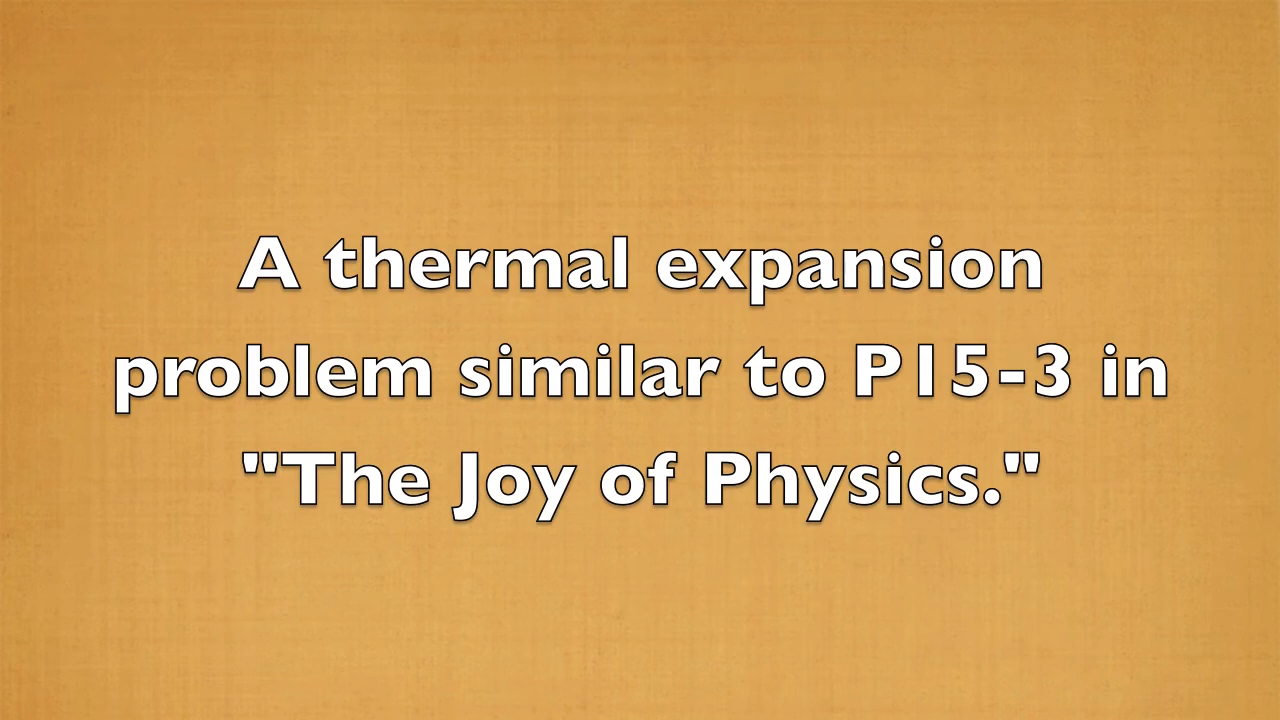 A thermal expansion
problem similar to P15-3 in
"The Joy of Physics."